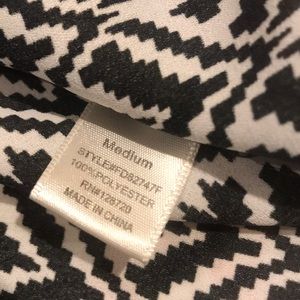 Medium
STYLE#FD82747F
100%POLYESTER
RN#128720
MADE IN CHINA